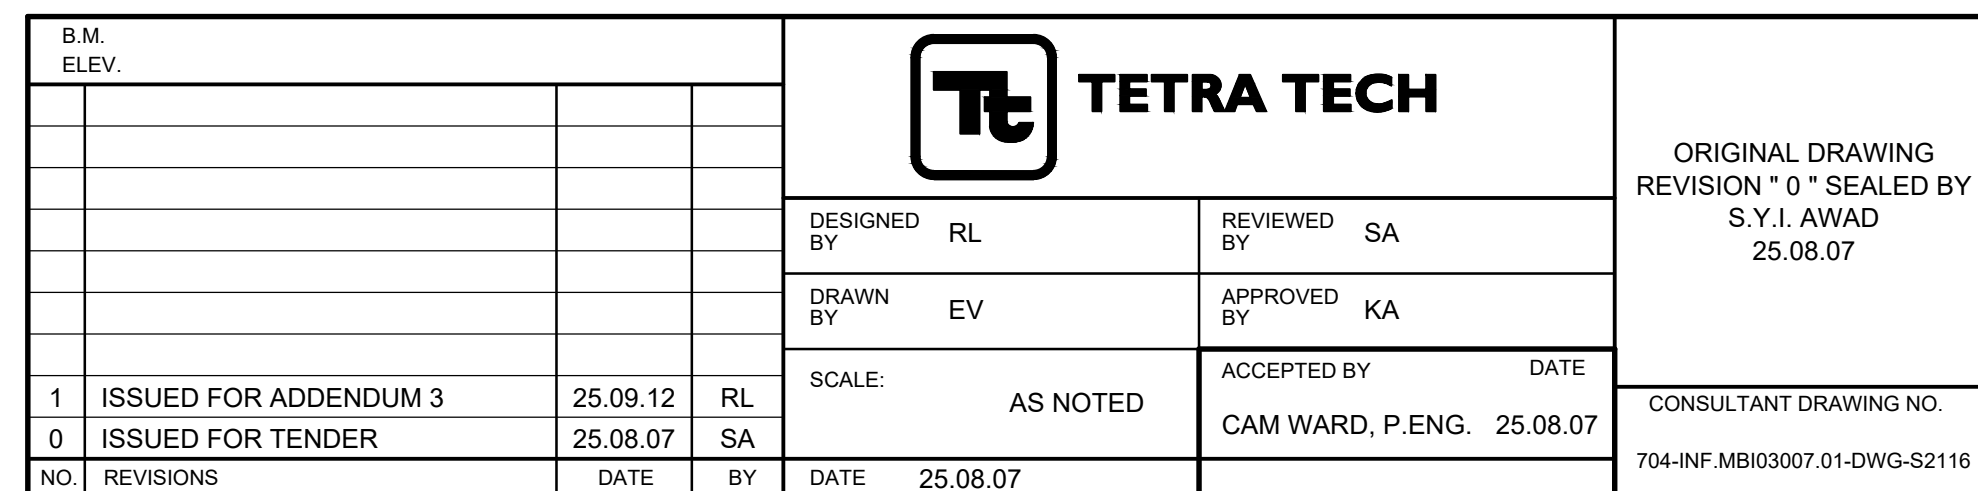 B.M.
ELEV.
1 ISSUED FOR ADDENDUM 3 25.09.12 RL
0 ISSUED FOR TENDER 25.08.07 SA
NO. REVISIONS DATE BY
Tt TETRA TECH
DESIGNED BY RL
REVIEWED BY SA
DRAWN BY EV
APPROVED BY KA
SCALE: AS NOTED
ACCEPTED BY DATE
CAM WARD, P.ENG. 25.08.07
DATE 25.08.07
ORIGINAL DRAWING
REVISION " 0 " SEALED BY
S.Y.I. AWAD
25.08.07
CONSULTANT DRAWING NO.
704-INF.MBI03007.01-DWG-S2116